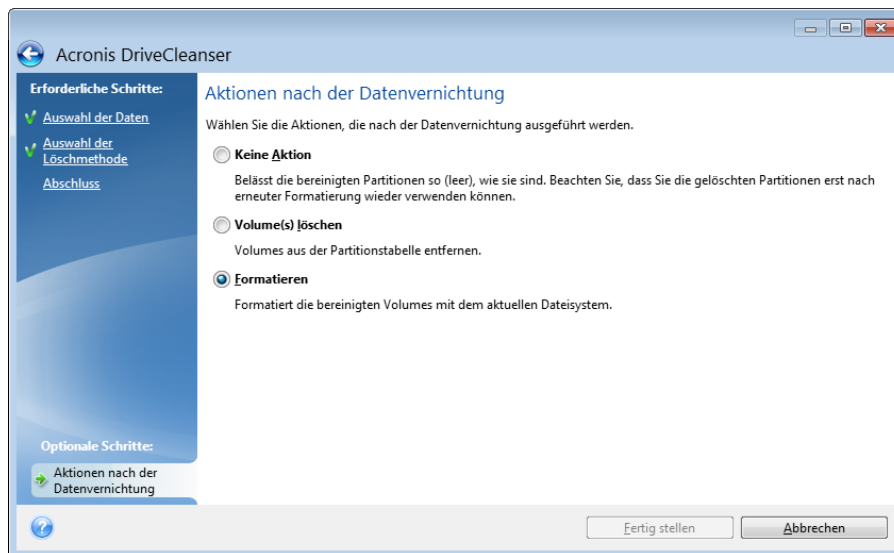 Acronis DriveCleanser
Erforderliche Schritte:
Auswahl der Daten
Auswahl der
Löschmethode
Abschluss
Optionale Schritte:
Aktionen nach der
Datenvernichtung
Aktionen nach der Datenvernichtung
Wählen Sie die Aktionen, die nach der Datenvernichtung ausgeführt werden.
Keine Aktion
Belässt die bereinigten Partitionen so (leer), wie sie sind. Beachten Sie, dass Sie die gelöschten Partitionen erst nach
erneuter Formatierung wieder verwenden können.
Volume(s) löschen
Volumes aus der Partitionstabelle entfernen.
Formatieren
Formatiert die bereinigten Volumes mit dem aktuellen Dateisystem.
Fertig stellen
Abbrechen